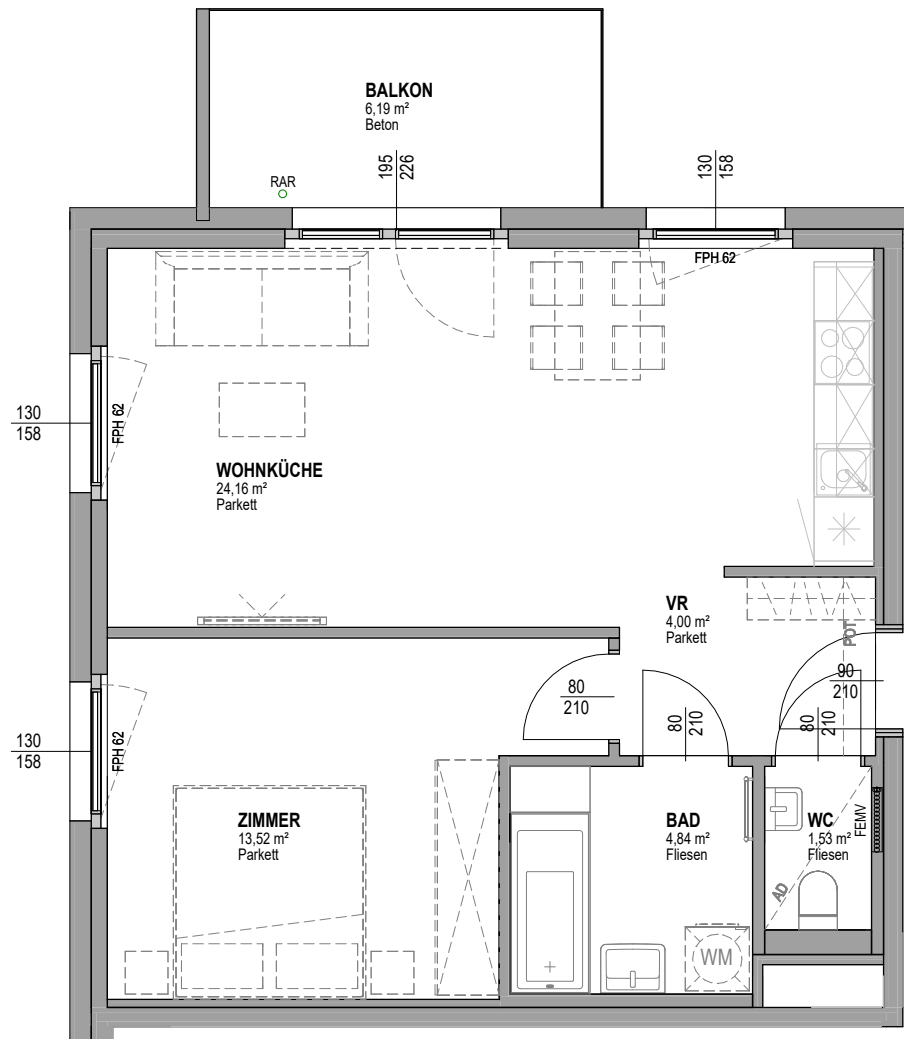 BALKON
6,19 m²
Beton
RAR
195
226
130
158
FPH 62
130
158
FPH 62
WOHNKÜCHE
24,16 m²
Parkett
VR
4,00 m²
Parkett
POT
90
210
80
210
80
210
80
210
130
158
FPH 62
ZIMMER
13,52 m²
Parkett
BAD
4,84 m²
Fliesen
WC
1,53 m²
Fliesen
FEMV
AD
WM